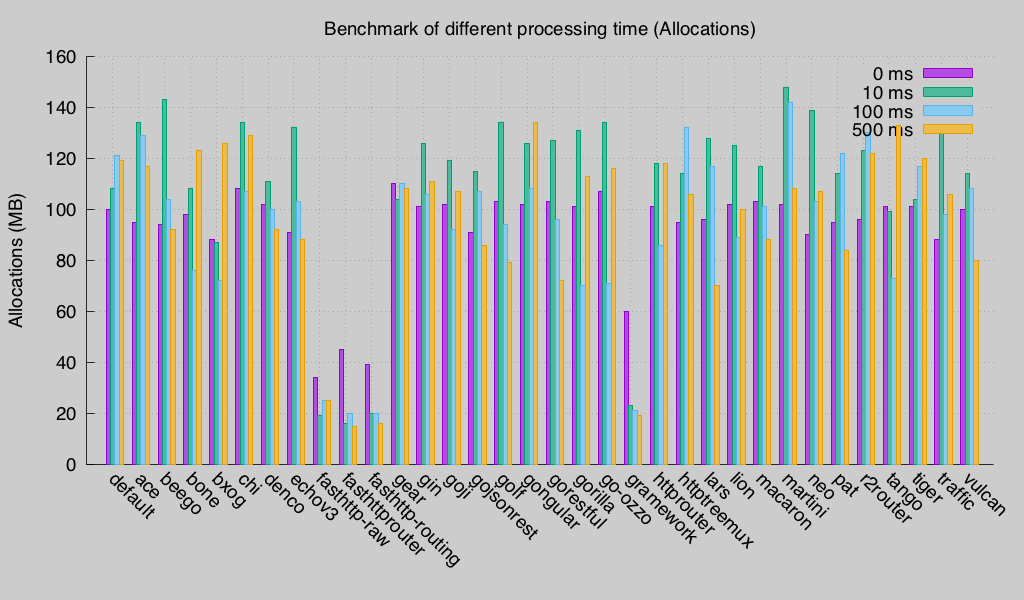 Benchmark of different processing time (Allocations)
Allocations (MB)
160
140
120
100
80
60
40
20
0
0 ms
10 ms
100 ms
500 ms
default
ace
beego
bone
bxog
chi
denco
echov3
fasthttp-raw
fasthttprouter
fasthttp-routing
gear
gin
goji
gojsonrest
golf
gongular
gorestful
gorilla
go-ozzo
gramework
httprouter
httptreemux
lars
lion
macaron
martini
neo
pat
r2router
tango
tiger
traffic
vulcan